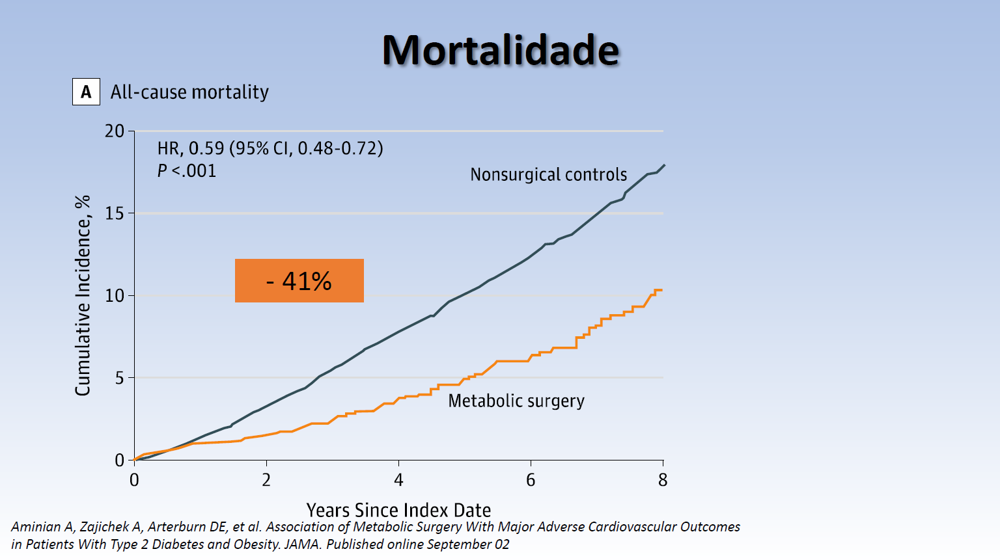 Mortalidade
A All-cause mortality
20
HR, 0.59 (95% CI, 0.48-0.72)
P <.001
Nonsurgical controls
15
Cumulative Incidence, %
- 41%
10
5
Metabolic surgery
0
0 2 4 6 8
Years Since Index Date
Aminian A, Zajichek A, Arterburn DE, et al. Association of Metabolic Surgery With Major Adverse Cardiovascular Outcomes
in Patients With Type 2 Diabetes and Obesity. JAMA. Published online September 02